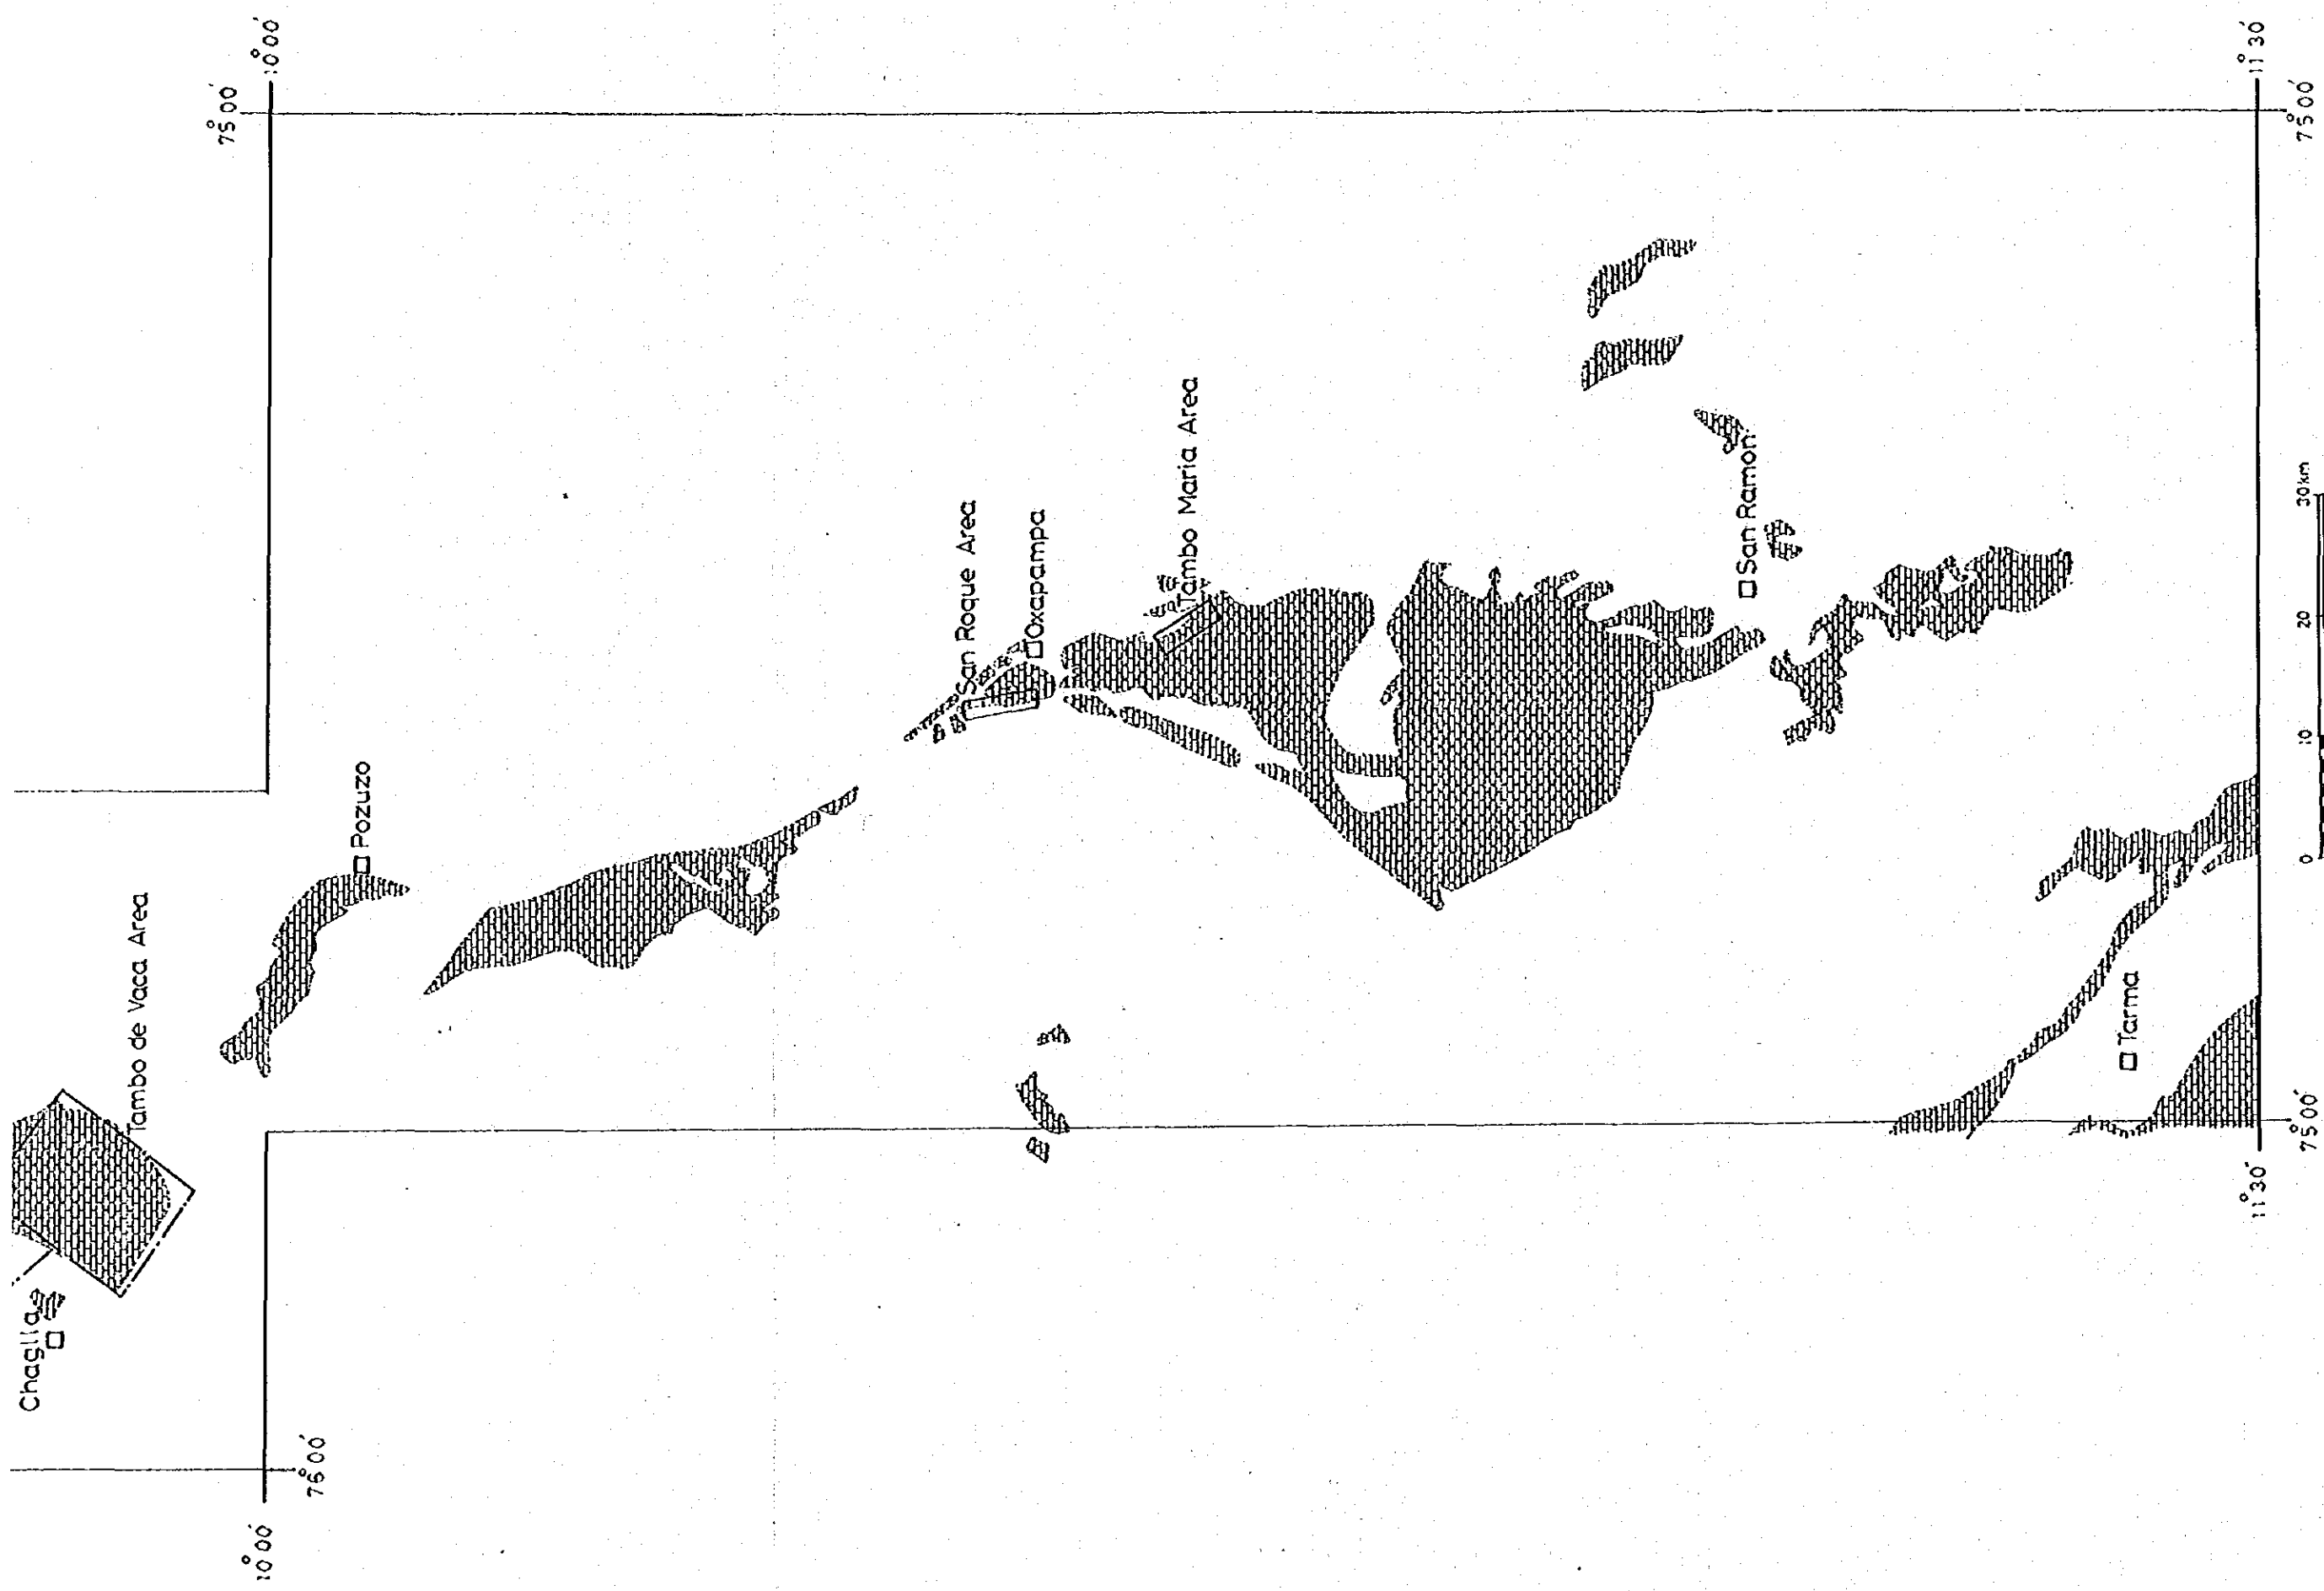 Chaglla
Tambo de Vaca Area
75°00′
10°00′
10°00′
76°00′
Pozuzo
San Roque Area
Oxapampa
Tambo Maria Area
San Ramon
Tarma
11°30′
11°30′
75°00′
75°00′
0 10 20 30km